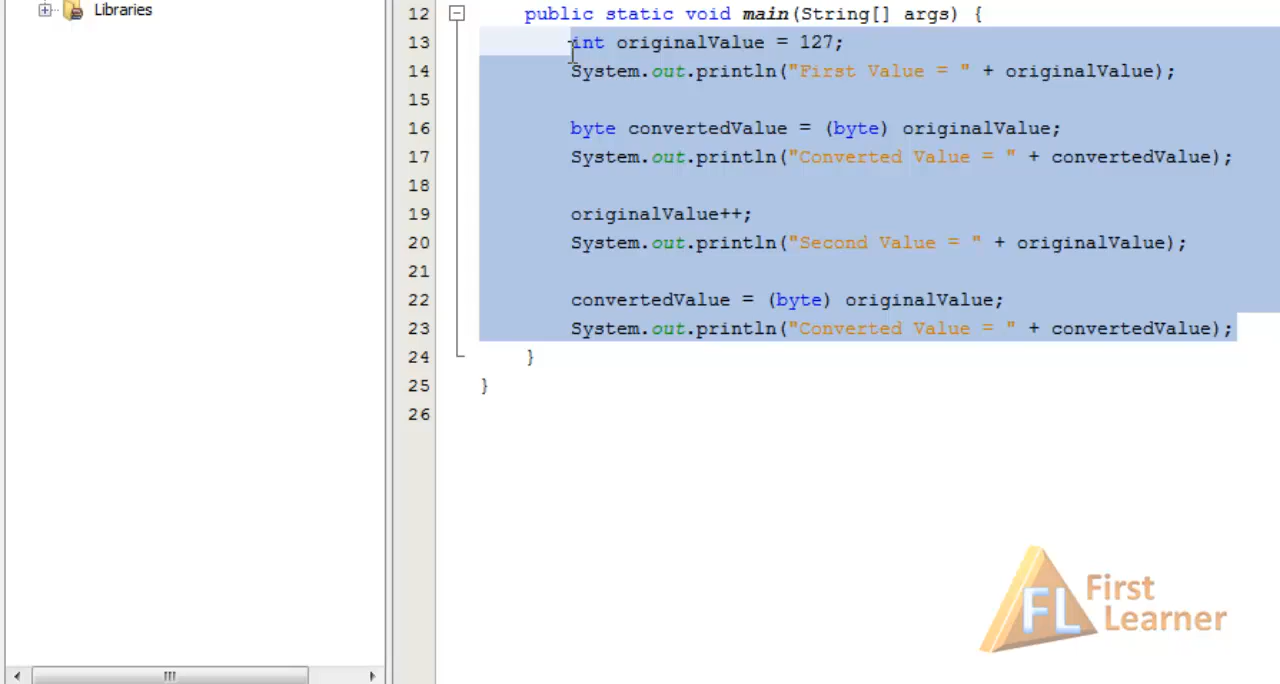 Libraries
12 public static void main(String[] args) {
13 int originalValue = 127;
14 System.out.println("First Value = " + originalValue);
15
16 byte convertedValue = (byte) originalValue;
17 System.out.println("Converted Value = " + convertedValue);
18
19 originalValue++;
20 System.out.println("Second Value = " + originalValue);
21
22 convertedValue = (byte) originalValue;
23 System.out.println("Converted Value = " + convertedValue);
24 }
25 }
26
FL First
Learner